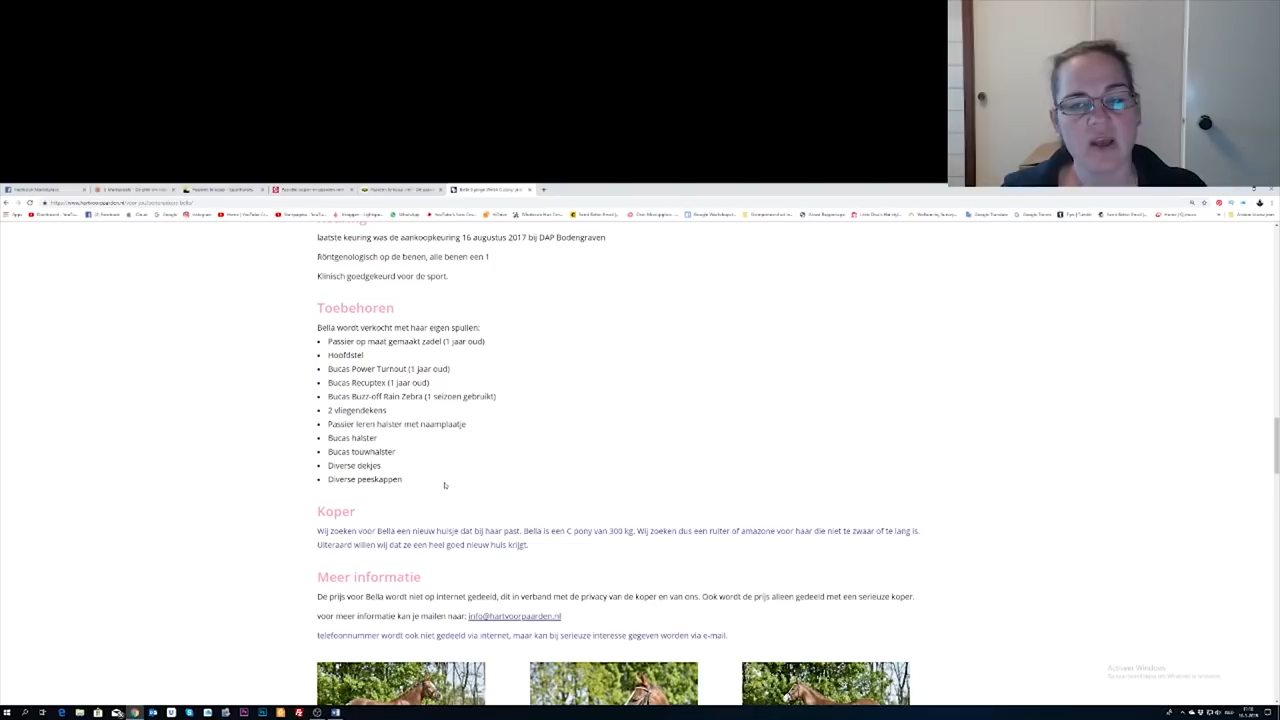 https://www.hartvoorpaarden.nl
laatste keuring was de aankoopkeuring 16 augustus 2017 bij DAP Bodengraven
Röntgenologisch op de benen, alle benen een 1
Klinisch goedgekeurd voor de sport.
Toebehoren
Bella wordt verkocht met haar eigen spullen:
• Passier op maat gemaakt zadel (1 jaar oud)
• Hoofdstel
• Bucas Power Turnout (1 jaar oud)
• Bucas Recuptex (1 jaar oud)
• Bucas Buzz-off Rain Zebra (1 seizoen gebruikt)
• 2 vliegendekens
• Passier leren halster met naamplaatje
• Bucas halster
• Bucas touwhalster
• Diverse dekjes
• Diverse peeskappen
Koper
Wij zoeken voor Bella een nieuw huisje dat bij haar past. Bella is een C pony van 300 kg. Wij zoeken dus een ruiter of amazone voor haar die niet te zwaar of te lang is.
Uiteraard willen wij dat ze een heel goed nieuw huis krijgt.
Meer informatie
De prijs voor Bella wordt niet op internet gedeeld, dit in verband met de privacy van de koper en van ons. Ook wordt de prijs alleen gedeeld met een serieuze koper.
voor meer informatie kan je mailen naar: info@hartvoorpaarden.nl
telefoonnummer wordt ook niet gedeeld via internet, maar kan bij serieuze interesse gegeven worden via e-mail.
Activeer Windows